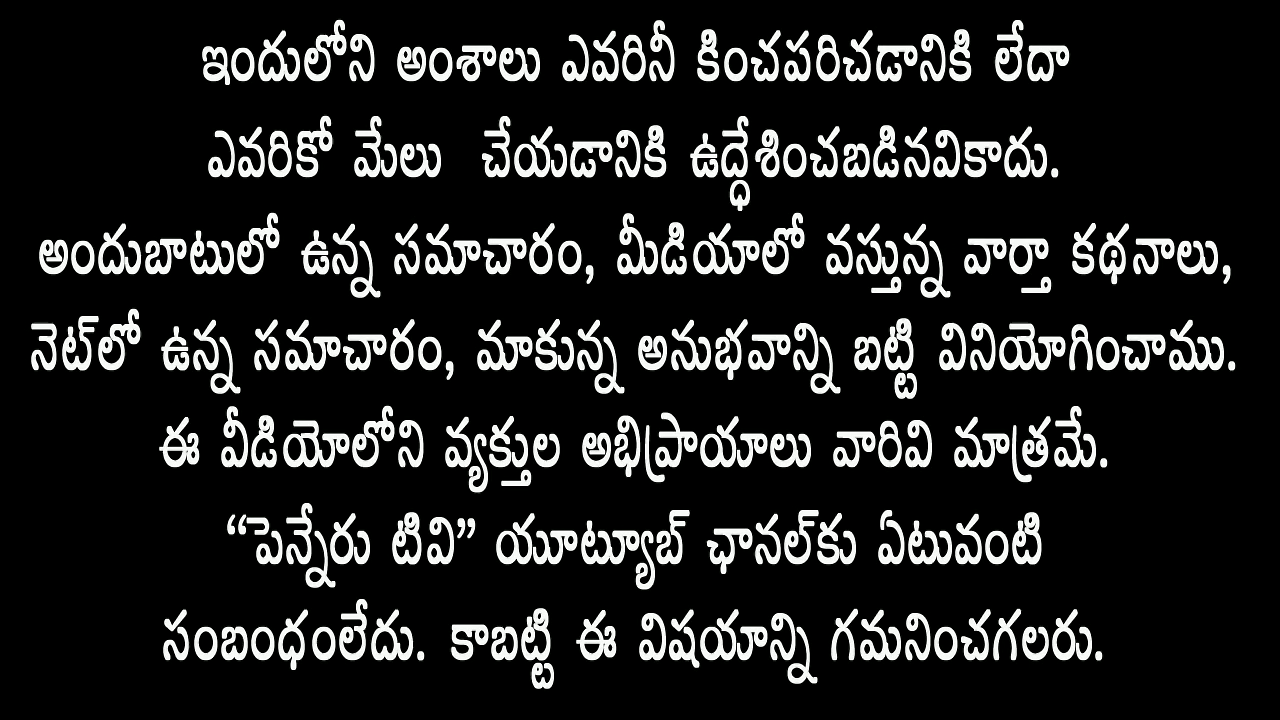 ఇందులోని అంశాలు ఎవరినీ కించపరిచడానికి లేదా
ఎవరికో మేలు చేయడానికి ఉద్ధేశించబడినవికాదు.
అందుబాటులో ఉన్న సమాచారం, మీడియాలో వస్తున్న వార్తా కథనాలు,
నెట్‌లో ఉన్న సమాచారం, మాకున్న అనుభవాన్ని బట్టి వినియోగించాము.
ఈ వీడియోలోని వ్యక్తుల అభిప్రాయాలు వారివి మాత్రమే.
“పెన్నేరు టివి” యూట్యూబ్ ఛానల్‌కు ఏటువంటి
సంబంధంలేదు. కాబట్టి ఈ విషయాన్ని గమనించగలరు.